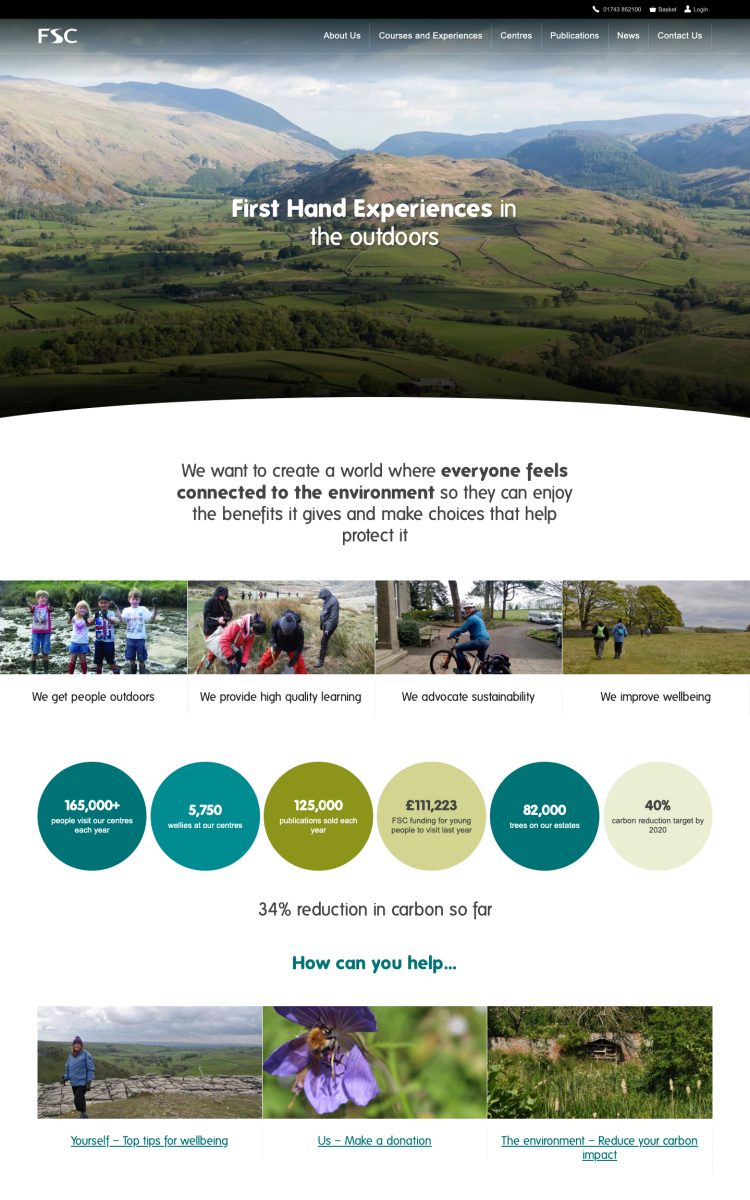 01743 852100 Basket Login
FSC
About Us Courses and Experiences Centres Publications News Contact Us
First Hand Experiences in
the outdoors
We want to create a world where everyone feels
connected to the environment so they can enjoy
the benefits it gives and make choices that help
protect it
We get people outdoors
We provide high quality learning
We advocate sustainability
We improve wellbeing
165,000+
people visit our centres
each year
5,750
wellies at our centres
125,000
publications sold each
year
£111,223
FSC funding for young
people to visit last year
82,000
trees on our estates
40%
carbon reduction target by
2020
34% reduction in carbon so far
How can you help...
Yourself – Top tips for wellbeing
Us – Make a donation
The environment – Reduce your carbon
impact